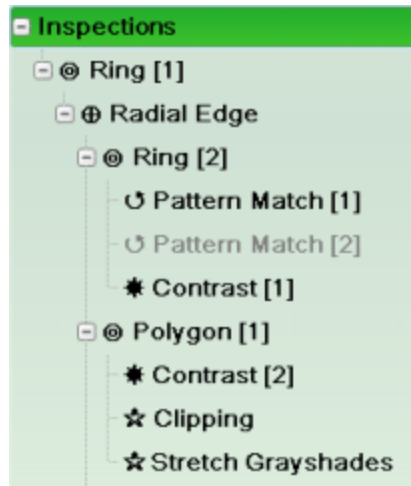 Inspections
Ring [1]
Radial Edge
Ring [2]
Pattern Match [1]
Pattern Match [2]
Contrast [1]
Polygon [1]
Contrast [2]
Clipping
Stretch Grayshades